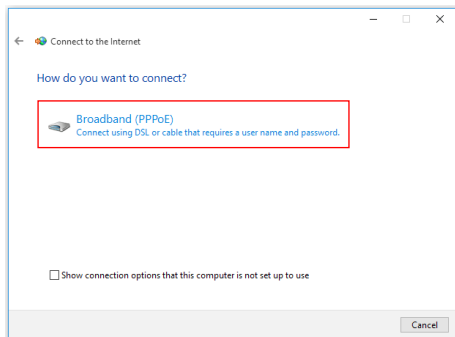 Connect to the Internet
How do you want to connect?
Broadband (PPPoE)
Connect using DSL or cable that requires a user name and password.
Show connection options that this computer is not set up to use
Cancel